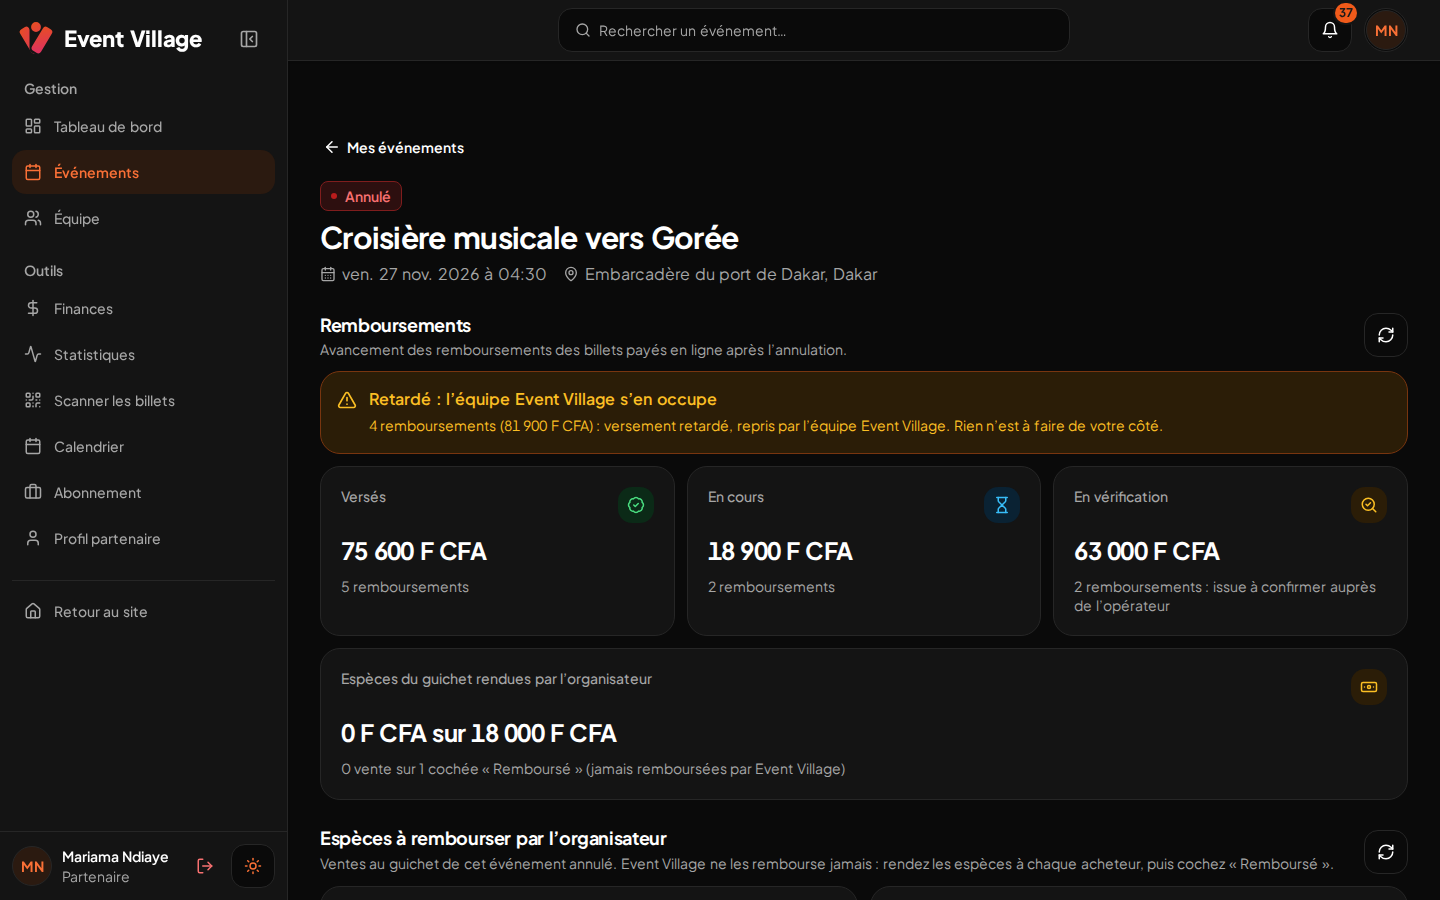 Event Village
Rechercher un événement...
37
MN
Gestion
Tableau de bord
Événements
Équipe
Outils
Finances
Statistiques
Scanner les billets
Calendrier
Abonnement
Profil partenaire
Retour au site
MN
Mariama Ndiaye
Partenaire
Mes événements
Annulé
Croisière musicale vers Gorée
ven. 27 nov. 2026 à 04:30
Embarcadère du port de Dakar, Dakar
Remboursements
Avancement des remboursements des billets payés en ligne après l’annulation.
Retardé : l’équipe Event Village s’en occupe
4 remboursements (81 900 F CFA) : versement retardé, repris par l’équipe Event Village. Rien n’est à faire de votre côté.
Versés
75 600 F CFA
5 remboursements
En cours
18 900 F CFA
2 remboursements
En vérification
63 000 F CFA
2 remboursements : issue à confirmer auprès
de l’opérateur
Espèces du guichet rendues par l’organisateur
0 F CFA sur 18 000 F CFA
0 vente sur 1 cochée « Remboursé » (jamais remboursées par Event Village)
Espèces à rembourser par l’organisateur
Ventes au guichet de cet événement annulé. Event Village ne les rembourse jamais : rendez les espèces à chaque acheteur, puis cochez « Remboursé ».